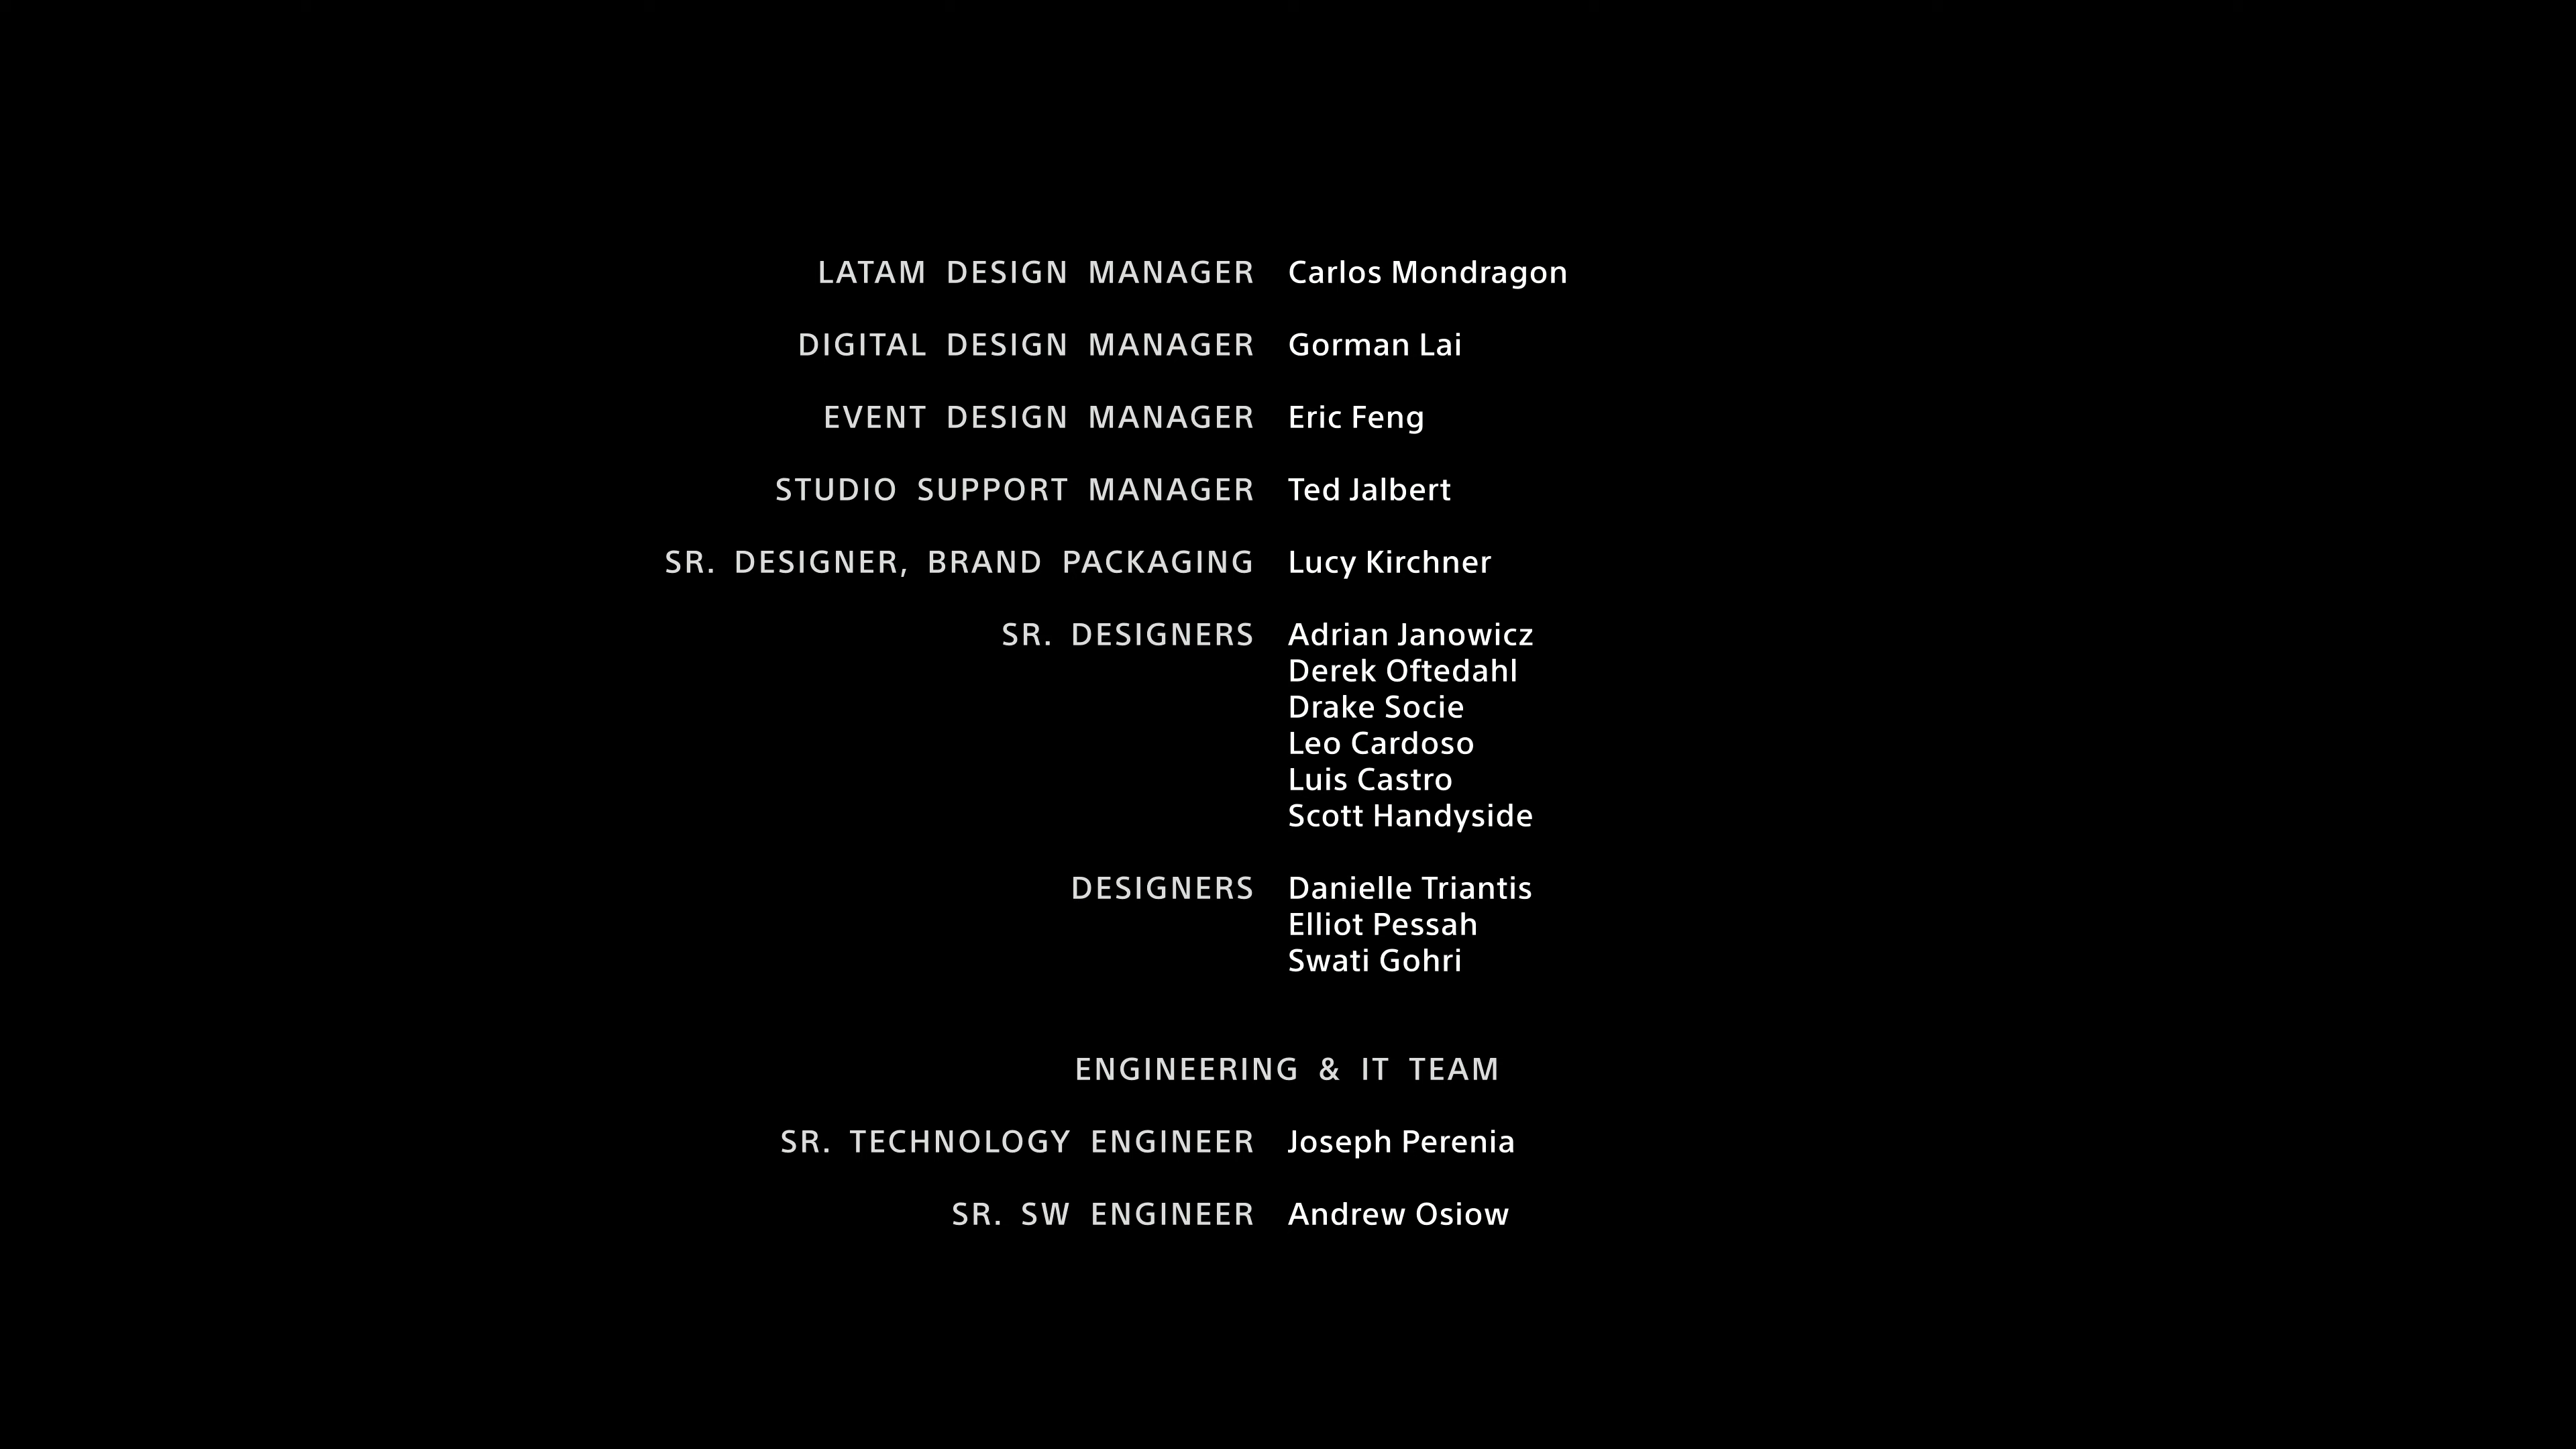 LATAM DESIGN MANAGER Carlos Mondragon
DIGITAL DESIGN MANAGER Gorman Lai
EVENT DESIGN MANAGER Eric Feng
STUDIO SUPPORT MANAGER Ted Jalbert
SR. DESIGNER, BRAND PACKAGING Lucy Kirchner
SR. DESIGNERS Adrian Janowicz
Derek Oftedahl
Drake Socie
Leo Cardoso
Luis Castro
Scott Handyside
DESIGNERS Danielle Triantis
Elliot Pessah
Swati Gohri
ENGINEERING & IT TEAM
SR. TECHNOLOGY ENGINEER Joseph Perenia
SR. SW ENGINEER Andrew Osiow